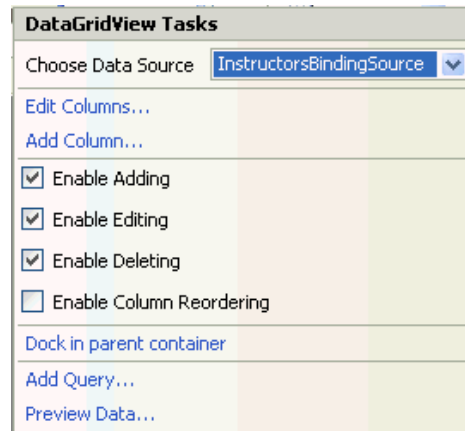 DataGridView Tasks
Choose Data Source InstructorsBindingSource
Edit Columns...
Add Column...
Enable Adding
Enable Editing
Enable Deleting
Enable Column Reordering
Dock in parent container
Add Query...
Preview Data...